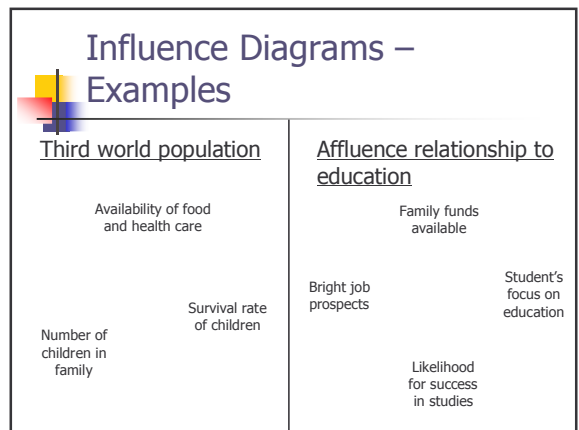 Influence Diagrams –
Examples
Third world population
Availability of food
and health care
Survival rate
of children
Number of
children in
family
Affluence relationship to
education
Family funds
available
Student's
focus on
education
Bright job
prospects
Likelihood
for success
in studies